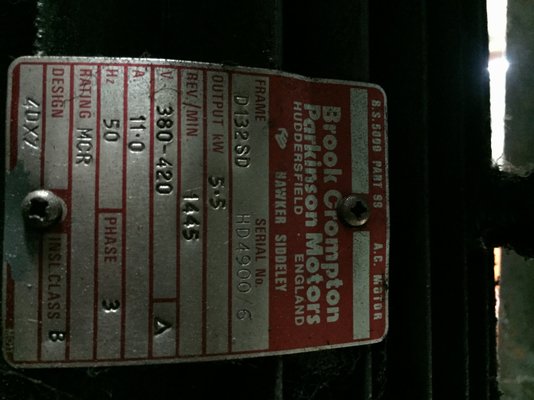 B.S. 5000 PART 99 A.C. MOTOR
Brook Crompton
Parkinson Motors
HUDDERSFIELD ENGLAND
HAWKER SIDDELEY
FRAME D132SD SERIAL No. HD4900/6
OUTPUT KW 5·5
REV/MIN. 1445
V 380-420 Δ
A 11·0
Hz 50 PHASE 3
RATING MCR
DESIGN INSL CLASS B